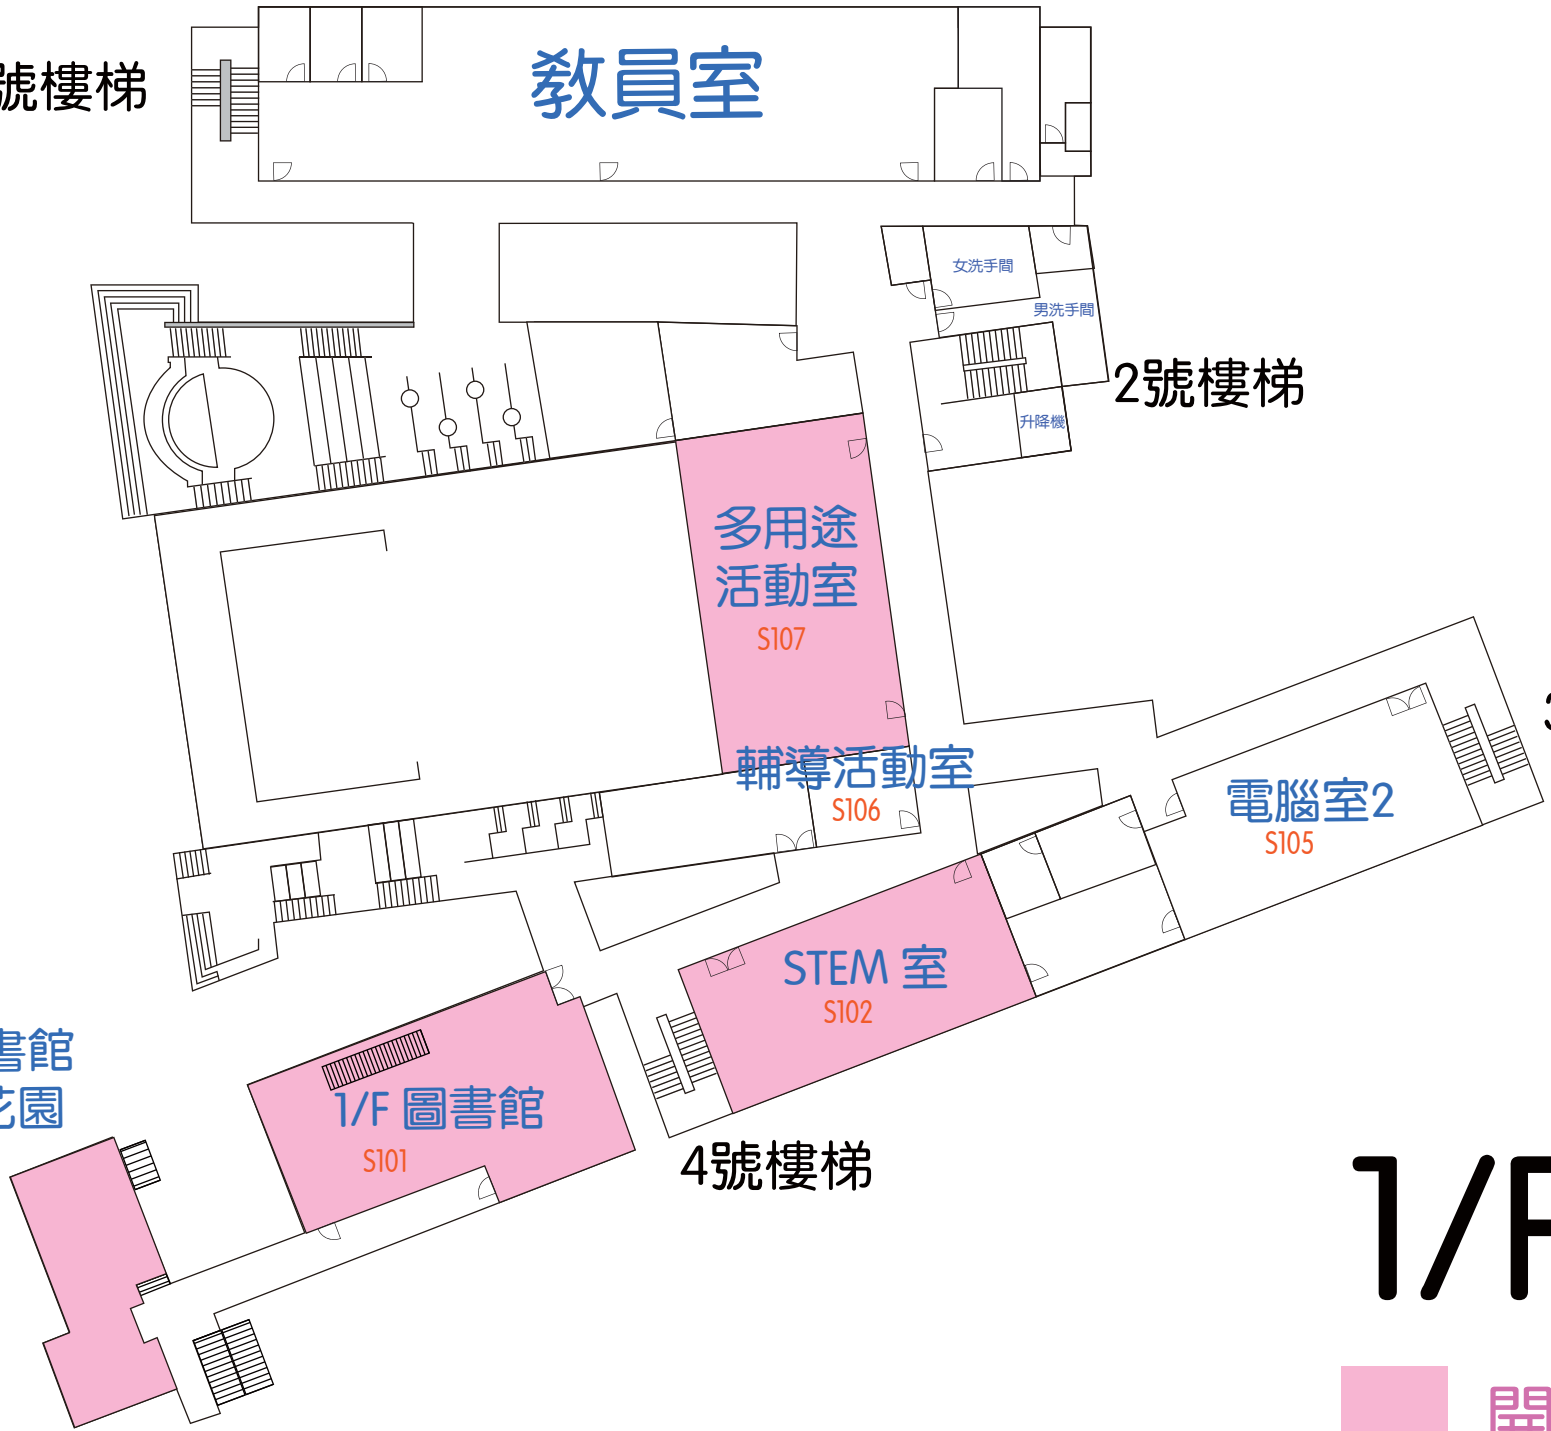 教員室
號樓梯
女洗手間
男洗手間
2號樓梯
升降機
多用途
活動室
S107
輔導活動室
S106
電腦室2
S105
STEM 室
S102
書館
花園
1/F 圖書館
S101
4號樓梯
1/F